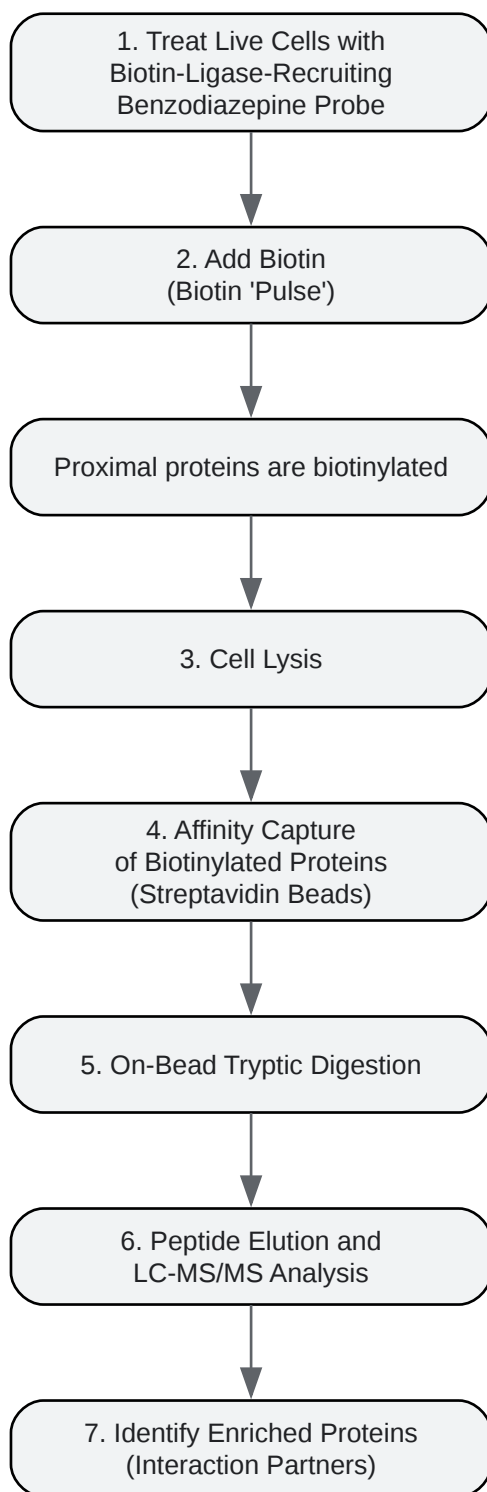 1. Treat Live Cells with
Biotin-Ligase-Recruiting
Benzodiazepine Probe
2. Add Biotin
(Biotin 'Pulse')
Proximal proteins are biotinylated
3. Cell Lysis
4. Affinity Capture
of Biotinylated Proteins
(Streptavidin Beads)
5. On-Bead Tryptic Digestion
6. Peptide Elution and
LC-MS/MS Analysis
7. Identify Enriched Proteins
(Interaction Partners)